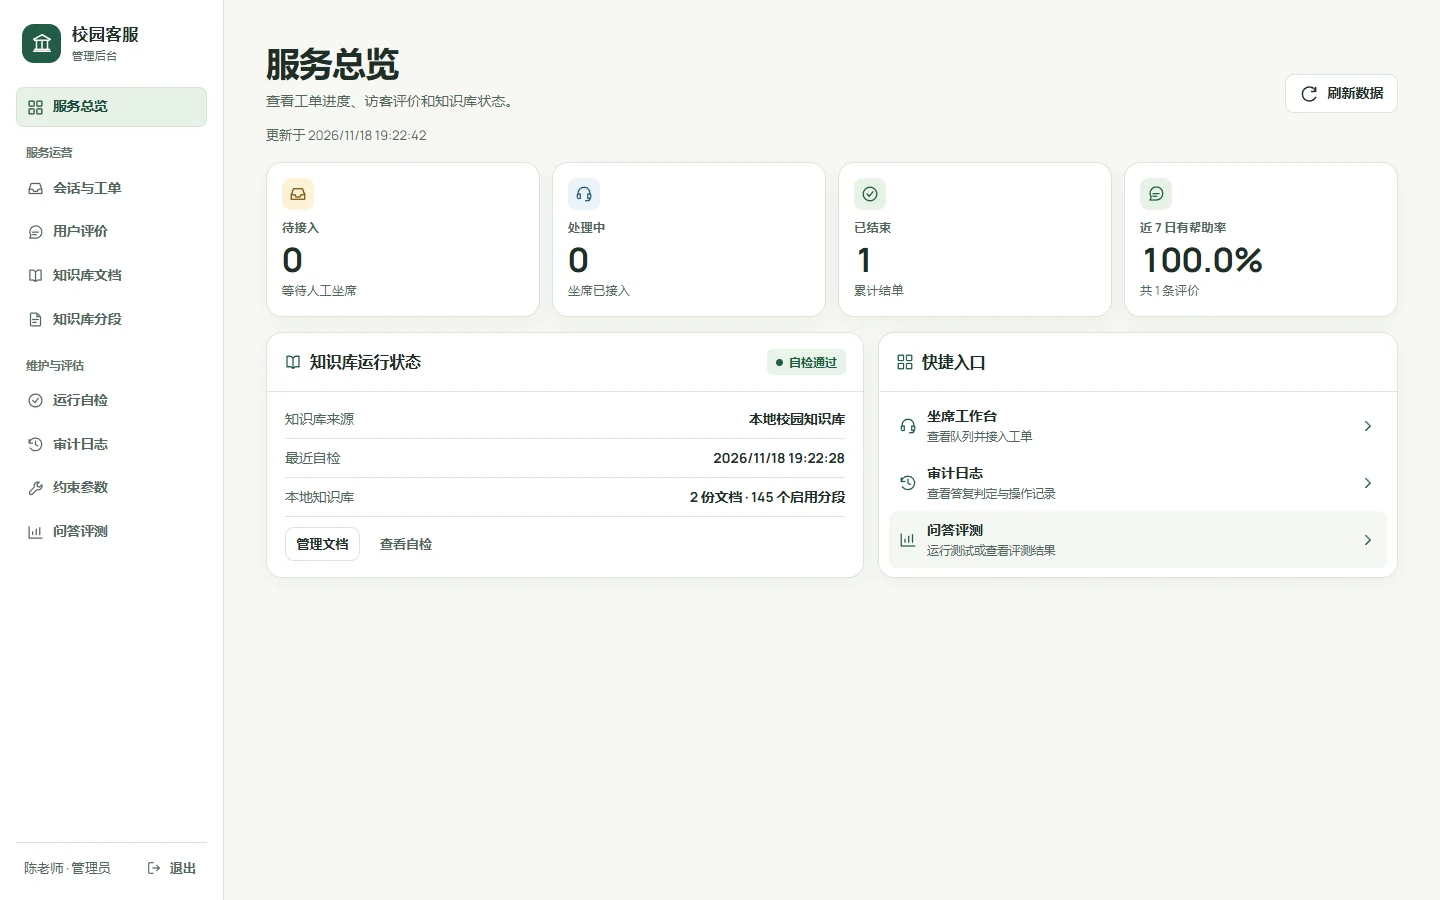 校园客服
管理后台
服务总览
服务运营
会话与工单
用户评价
知识库文档
知识库分段
维护与评估
运行自检
审计日志
约束参数
问答评测
陈老师 · 管理员
退出
服务总览
查看工单进度、访客评价和知识库状态。
更新于 2026/11/18 19:22:42
刷新数据
待接入
0
等待人工坐席
处理中
0
坐席已接入
已结束
1
累计结单
近 7 日有帮助率
100.0%
共 1 条评价
知识库运行状态
自检通过
知识库来源
本地校园知识库
最近自检
2026/11/18 19:22:28
本地知识库
2 份文档 · 145 个启用分段
管理文档
查看自检
快捷入口
坐席工作台
查看队列并接入工单
审计日志
查看答复判定与操作记录
问答评测
运行测试或查看评测结果